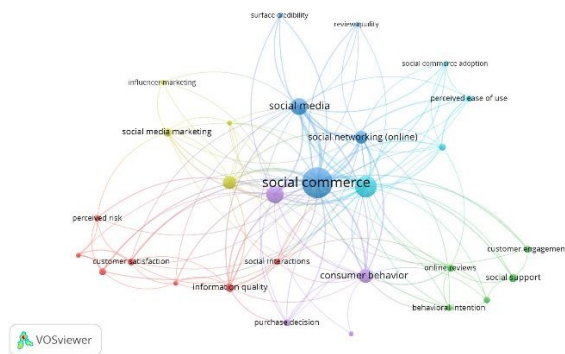 surface credibility
review quality
social commerce adoption
influencer marketing
perceived ease of use
social media
social media marketing
social networking (online)
social commerce
perceived risk
customer engagemen
customer satisfaction
social interactions
online reviews
consumer behavior
social support
information quality
behavioral intention
purchase decision
VOSviewer